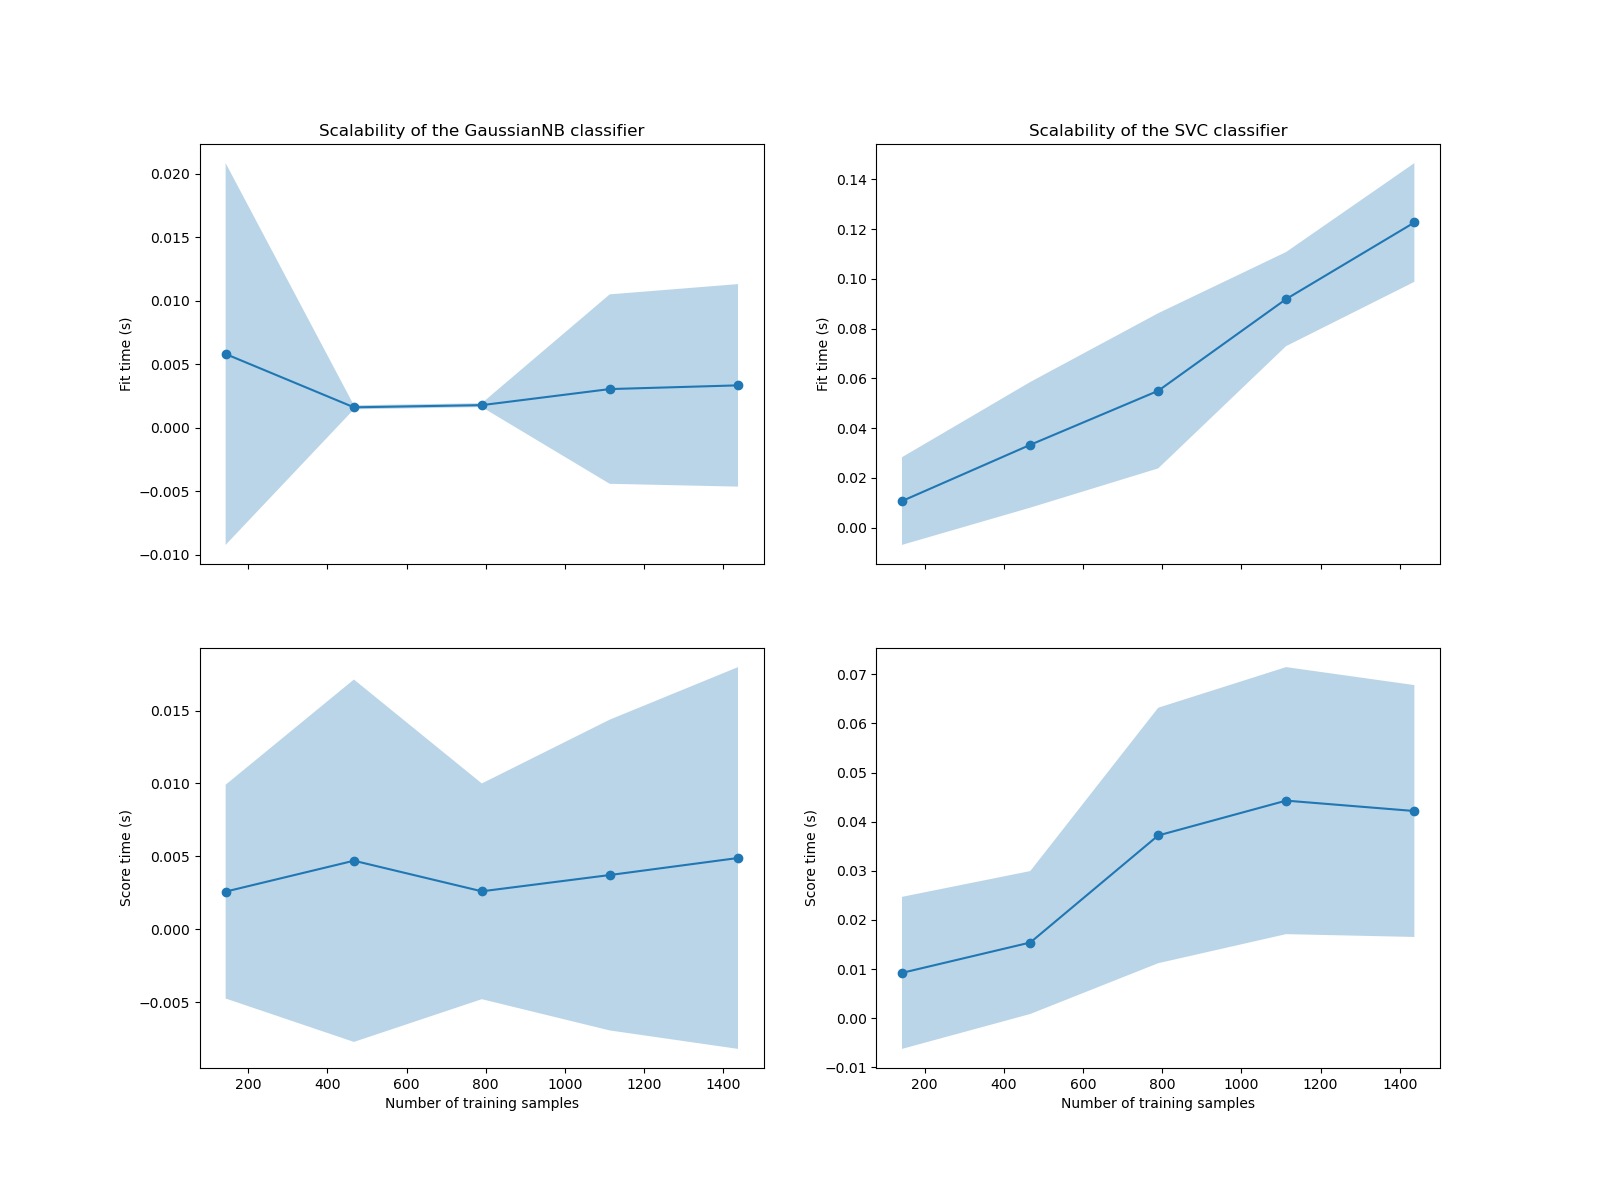 Scalability of the GaussianNB classifier
Scalability of the SVC classifier
Fit time (s)
0.020
0.015
0.010
0.005
0.000
−0.005
−0.010
Fit time (s)
0.14
0.12
0.10
0.08
0.06
0.04
0.02
0.00
Score time (s)
0.015
0.010
0.005
0.000
−0.005
200 400 600 800 1000 1200 1400
Number of training samples
Score time (s)
0.07
0.06
0.05
0.04
0.03
0.02
0.01
0.00
−0.01
200 400 600 800 1000 1200 1400
Number of training samples